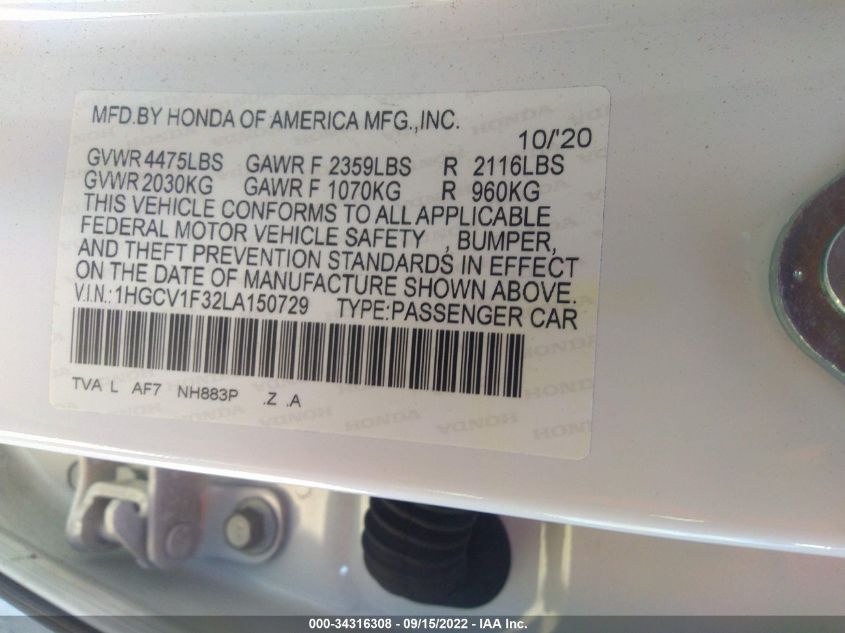 MFD.BY HONDA OF AMERICA MFG.,INC.
10/'20
GVWR 4475LBS GAWR F 2359LBS R 2116LBS
GVWR 2030KG GAWR F 1070KG R 960KG
THIS VEHICLE CONFORMS TO ALL APPLICABLE
FEDERAL MOTOR VEHICLE SAFETY , BUMPER,
AND THEFT PREVENTION STANDARDS IN EFFECT
ON THE DATE OF MANUFACTURE SHOWN ABOVE.
V.I.N.:1HGCV1F32LA150729 TYPE:PASSENGER CAR
TVA L AF7 NH883P .Z .A
000-34316308 - 09/15/2022 - IAA Inc.